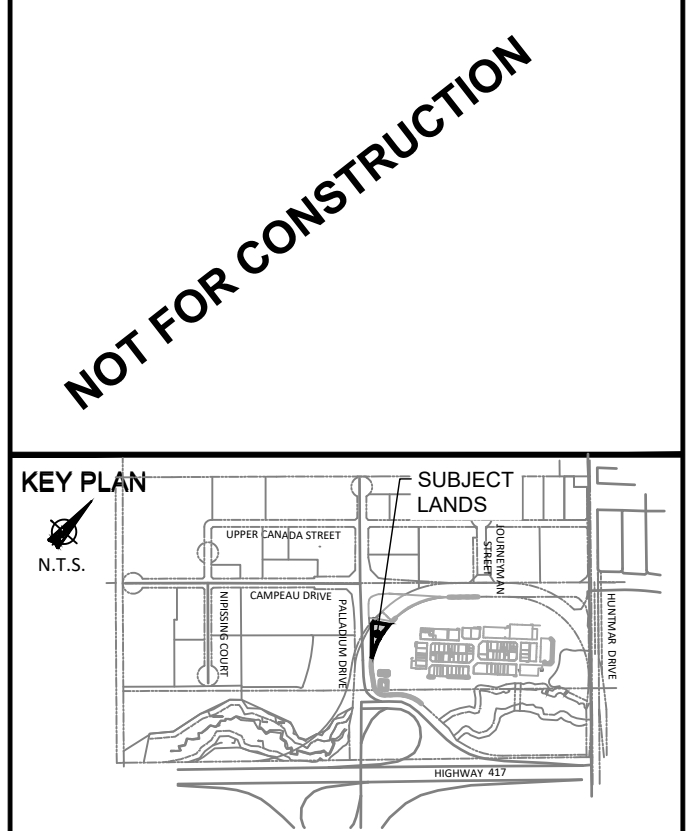 NOT FOR CONSTRUCTION
KEY PLAN
N.T.S.
SUBJECT
LANDS
UPPER CANADA STREET
JOURNEYMAN
STREET
CAMPEAU DRIVE
NIPISSING COURT
PALLADIUM DRIVE
HUNTMAR DRIVE
HIGHWAY 417